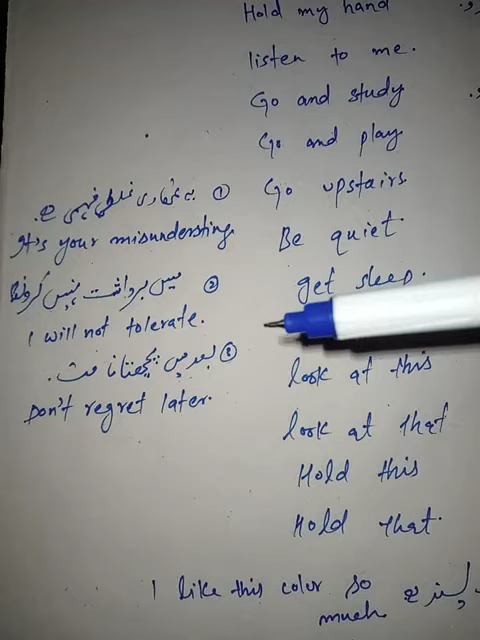 Hold my hand
listen to me.
Go and study
Go and play
Go upstairs
Be quiet.
get sleep.
look at this
look at that
Hold this
Hold that.
① یہ تمہاری غلط فہمی ہے.
It's your misundersting.
② میں برداشت نہیں کرونگا
I will not tolerate.
③ بعد میں پچھتانا مت.
Don't regret later.
I like this color so
much پسند ہے